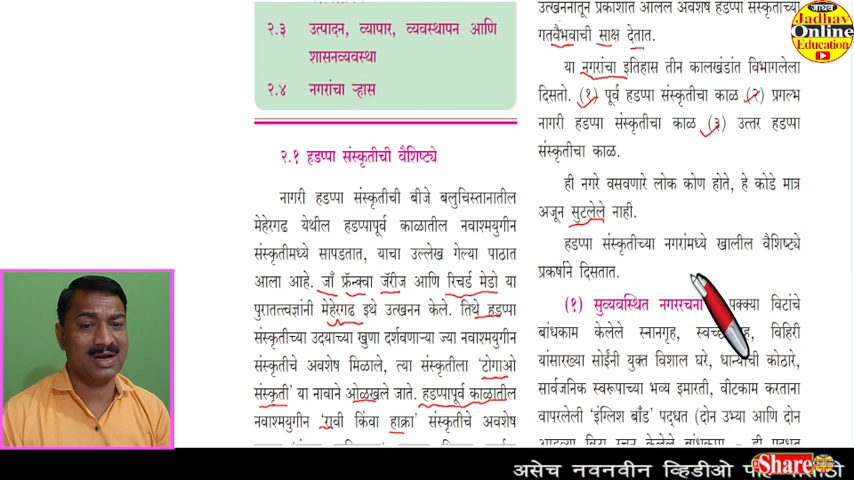 २.३ उत्पादन, व्यापार, व्यवस्थापन आणि
शासनव्यवस्था
२.४ नगरांचा ऱ्हास
२.१ हडप्पा संस्कृतीची वैशिष्ट्ये
नागरी हडप्पा संस्कृतीची बीजे बलुचिस्तानातील
मेहेरगढ येथील हडप्पापूर्व काळातील नवाश्मयुगीन
संस्कृतीमध्ये सापडतात, याचा उल्लेख गेल्या पाठात
आला आहे. जाँ फ्रॅन्क्वा जॅरीज आणि रिचर्ड मेडो या
पुरातत्त्वज्ञांनी मेहेरगढ इथे उत्खनन केले. तिथे हडप्पा
संस्कृतीच्या उदयाच्या खुणा दर्शवणाऱ्या ज्या नवाश्मयुगीन
संस्कृतीचे अवशेष मिळाले, त्या संस्कृतीला 'टोगाओ
संस्कृती' या नावाने ओळखले जाते. हडप्पापूर्व काळातील
नवाश्मयुगीन 'रावी किंवा हाक्रा' संस्कृतीचे अवशेष
उत्खननातून प्रकाशात आलेले अवशेष हडप्पा संस्कृतीच्या
गतवैभवाची साक्ष देतात.
या नगरांचा इतिहास तीन कालखंडांत विभागलेला
दिसतो. (१) पूर्व हडप्पा संस्कृतीचा काळ (२) प्रगल्भ
नागरी हडप्पा संस्कृतीचा काळ (३) उत्तर हडप्पा
संस्कृतीचा काळ.
ही नगरे वसवणारे लोक कोण होते, हे कोडे मात्र
अजून सुटलेले नाही.
हडप्पा संस्कृतीच्या नगरांमध्ये खालील वैशिष्ट्ये
प्रकर्षाने दिसतात.
(१) सुव्यवस्थित नगररचना पक्क्या विटांचे
बांधकाम केलेले स्नानगृह, विहिरी
यांसारख्या सोईंनी युक्त विशाल घरे, धान्याची कोठारे,
सार्वजनिक स्वरूपाच्या भव्य इमारती, वीटकाम करताना
वापरलेली 'इंग्लिश बाँड' पद्धत (दोन उभ्या आणि दोन
जाधव
Jadhav
Online
Education
असेच नवनवीन व्हिडीओ
Share